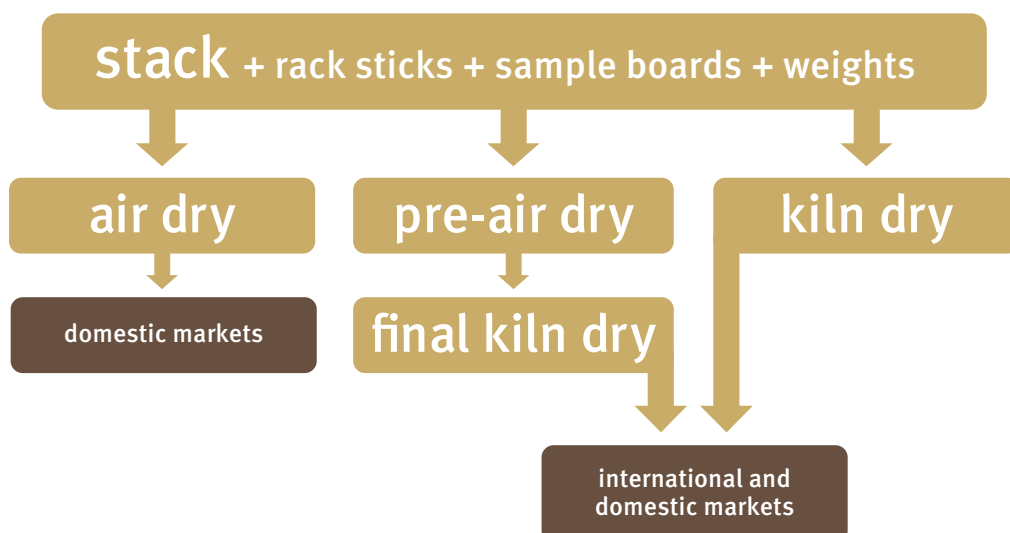 stack + rack sticks + sample boards + weights
air dry
pre-air dry
kiln dry
domestic markets
final kiln dry
international and
domestic markets